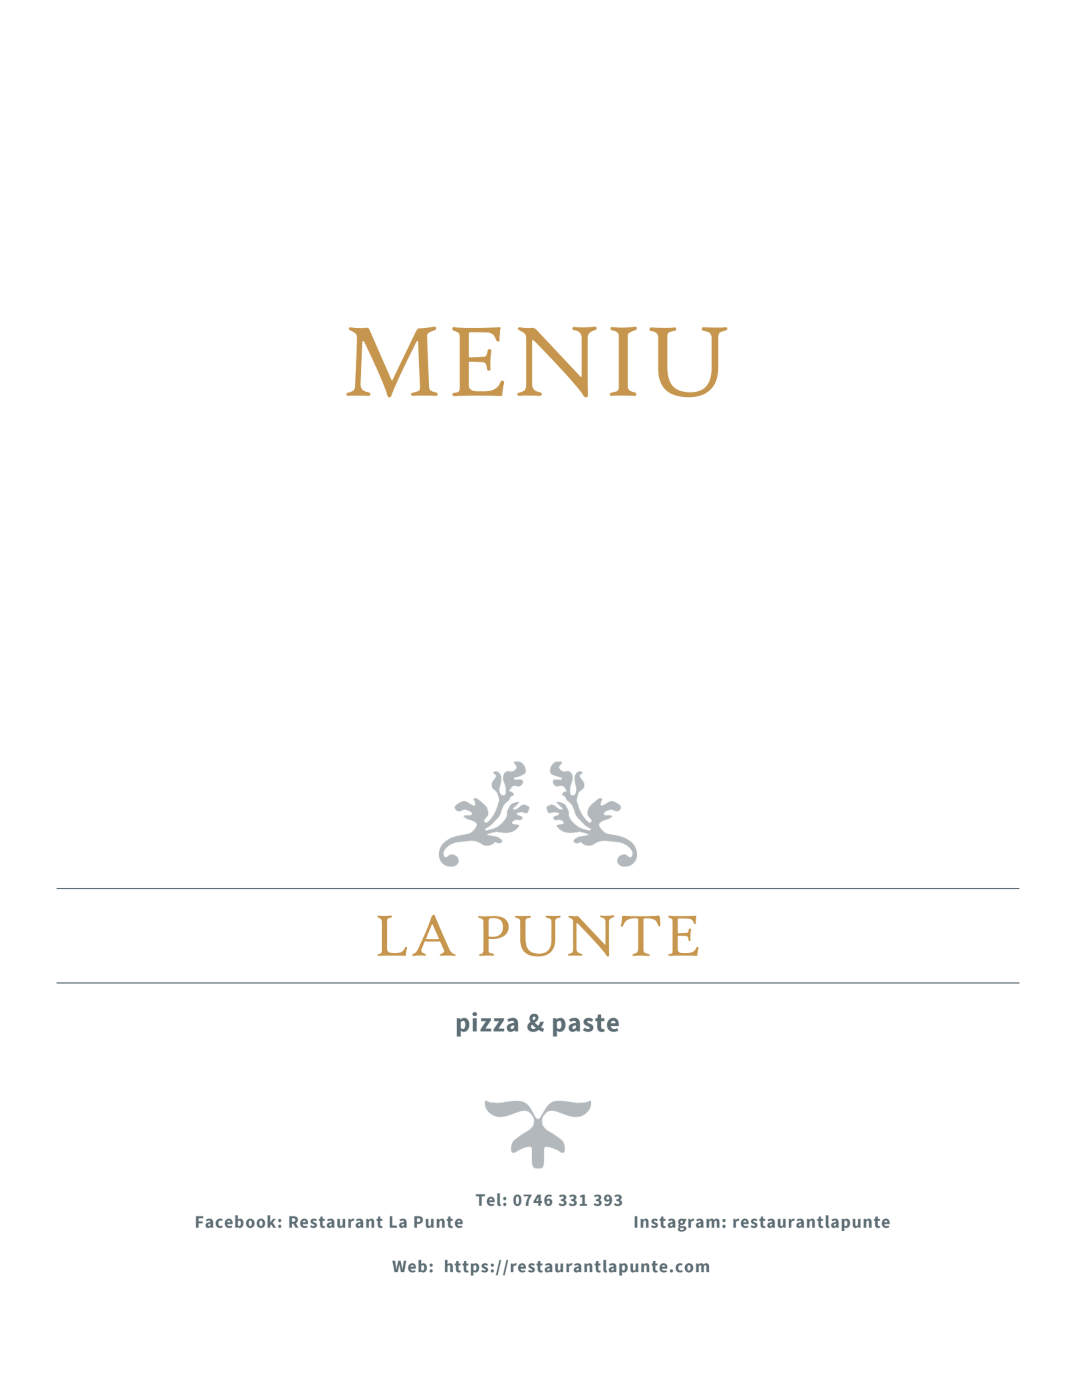 MENIU
LA PUNTE
pizza & paste
Tel: 0746 331 393
Facebook: Restaurant La Punte Instagram: restaurantlapunte
Web: https://restaurantlapunte.com